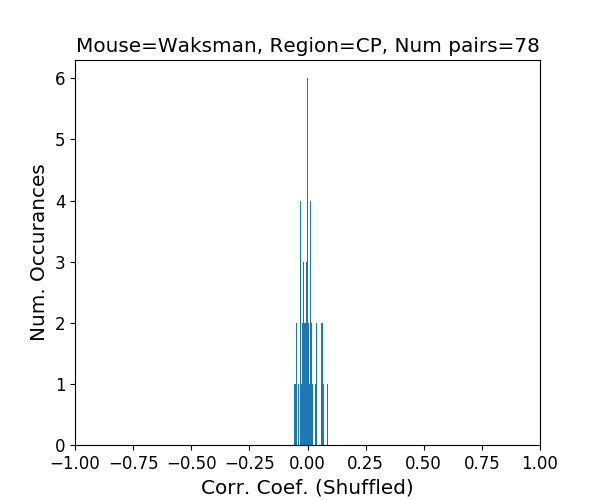 Mouse=Waksman, Region=CP, Num pairs=78
6
5
4
3
2
1
0
Num. Occurances
−1.00 −0.75 −0.50 −0.25 0.00 0.25 0.50 0.75 1.00
Corr. Coef. (Shuffled)